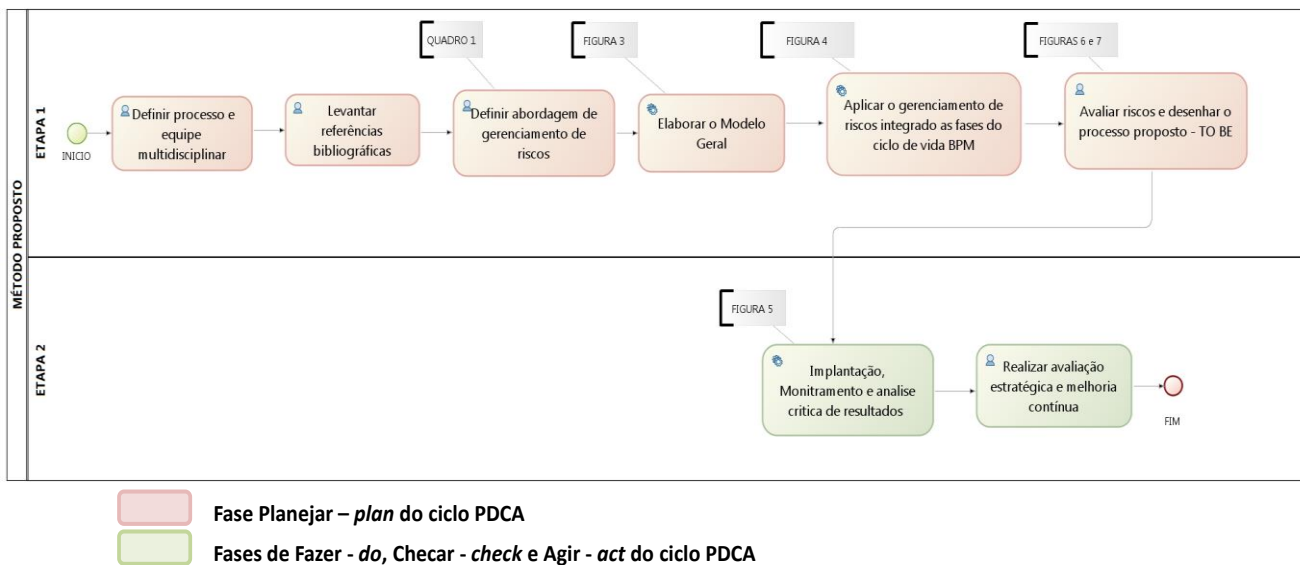 MÉTODO PROPOSTO
ETAPA 1
QUADRO 1
FIGURA 3
FIGURA 4
FIGURAS 6 e 7
INICIO
Definir processo e
equipe
multidisciplinar
Levantar
referências
bibliográficas
Definir abordagem de
gerenciamento de
riscos
Elaborar o Modelo
Geral
Aplicar o gerenciamento de
riscos integrado as fases do
ciclo de vida BPM
Avaliar riscos e desenhar o
processo proposto - TO BE
ETAPA 2
FIGURA 5
Implantação,
Monitramento e analise
critica de resultados
Realizar avaliação
estratégica e melhoria
contínua
FIM
Fase Planejar – plan do ciclo PDCA
Fases de Fazer - do, Checar - check e Agir - act do ciclo PDCA